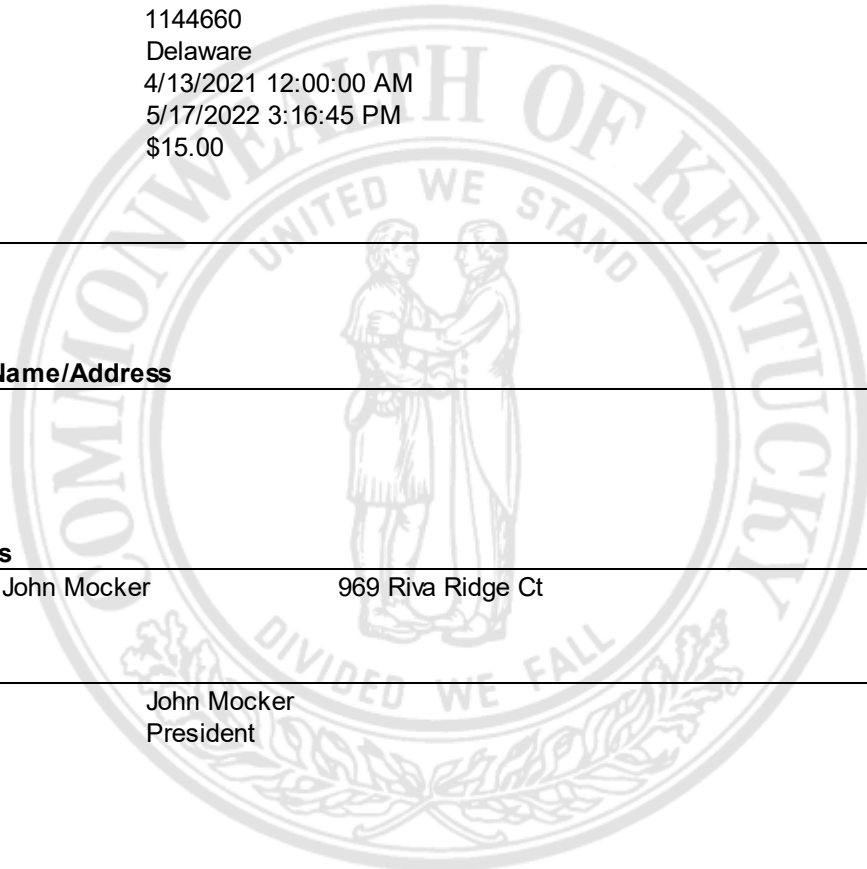 1144660
Delaware
4/13/2021 12:00:00 AM
5/17/2022 3:16:45 PM
$15.00
COMMONWEALTH OF KENTUCKY
UNITED WE STAND
Name/Address
s
John Mocker 969 Riva Ridge Ct
DIVIDED WE FALL
John Mocker
President